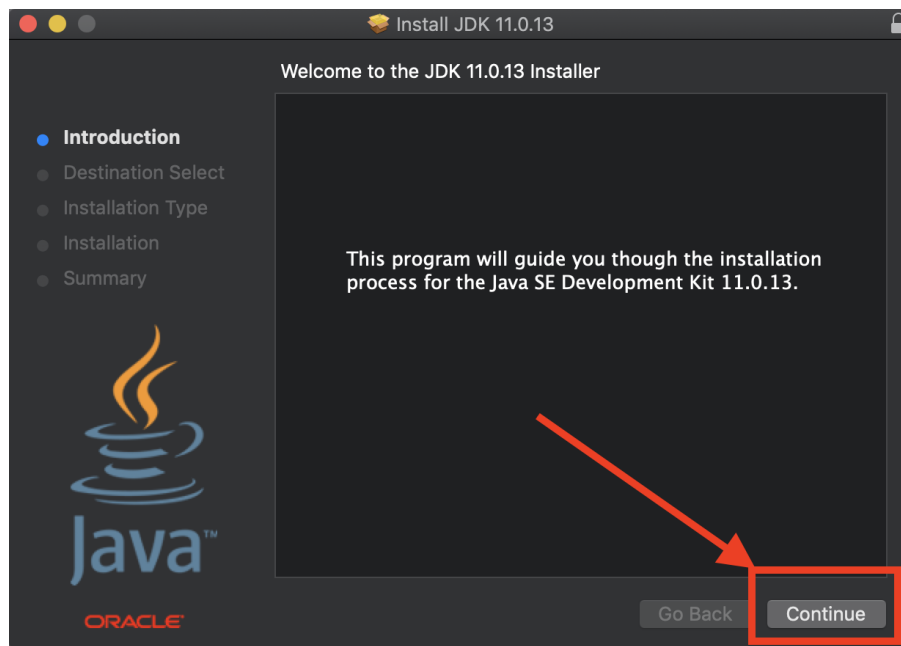 Install JDK 11.0.13
Welcome to the JDK 11.0.13 Installer
Introduction
Destination Select
Installation Type
Installation
Summary
This program will guide you though the installation
process for the Java SE Development Kit 11.0.13.
Java™
ORACLE®
Go Back
Continue